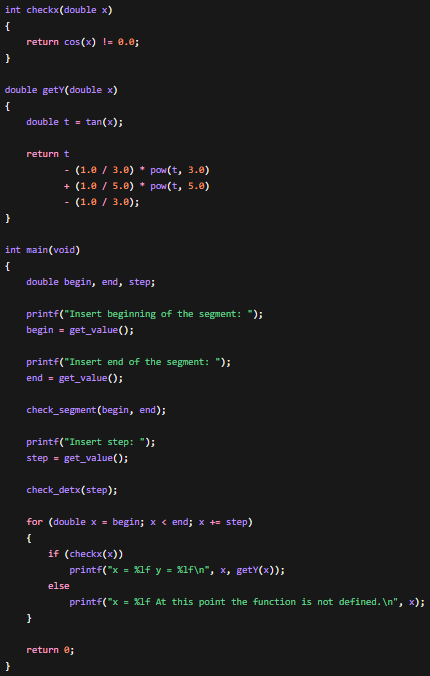 int checkx(double x)
{
    return cos(x) != 0.0;
}

double getY(double x)
{
    double t = tan(x);

    return t
           - (1.0 / 3.0) * pow(t, 3.0)
           + (1.0 / 5.0) * pow(t, 5.0)
           - (1.0 / 3.0);
}

int main(void)
{
    double begin, end, step;

    printf("Insert beginning of the segment: ");
    begin = get_value();

    printf("Insert end of the segment: ");
    end = get_value();

    check_segment(begin, end);

    printf("Insert step: ");
    step = get_value();

    check_detx(step);

    for (double x = begin; x < end; x += step)
    {
        if (checkx(x))
            printf("x = %lf y = %lf\n", x, getY(x));
        else
            printf("x = %lf At this point the function is not defined.\n", x);
    }

    return 0;
}